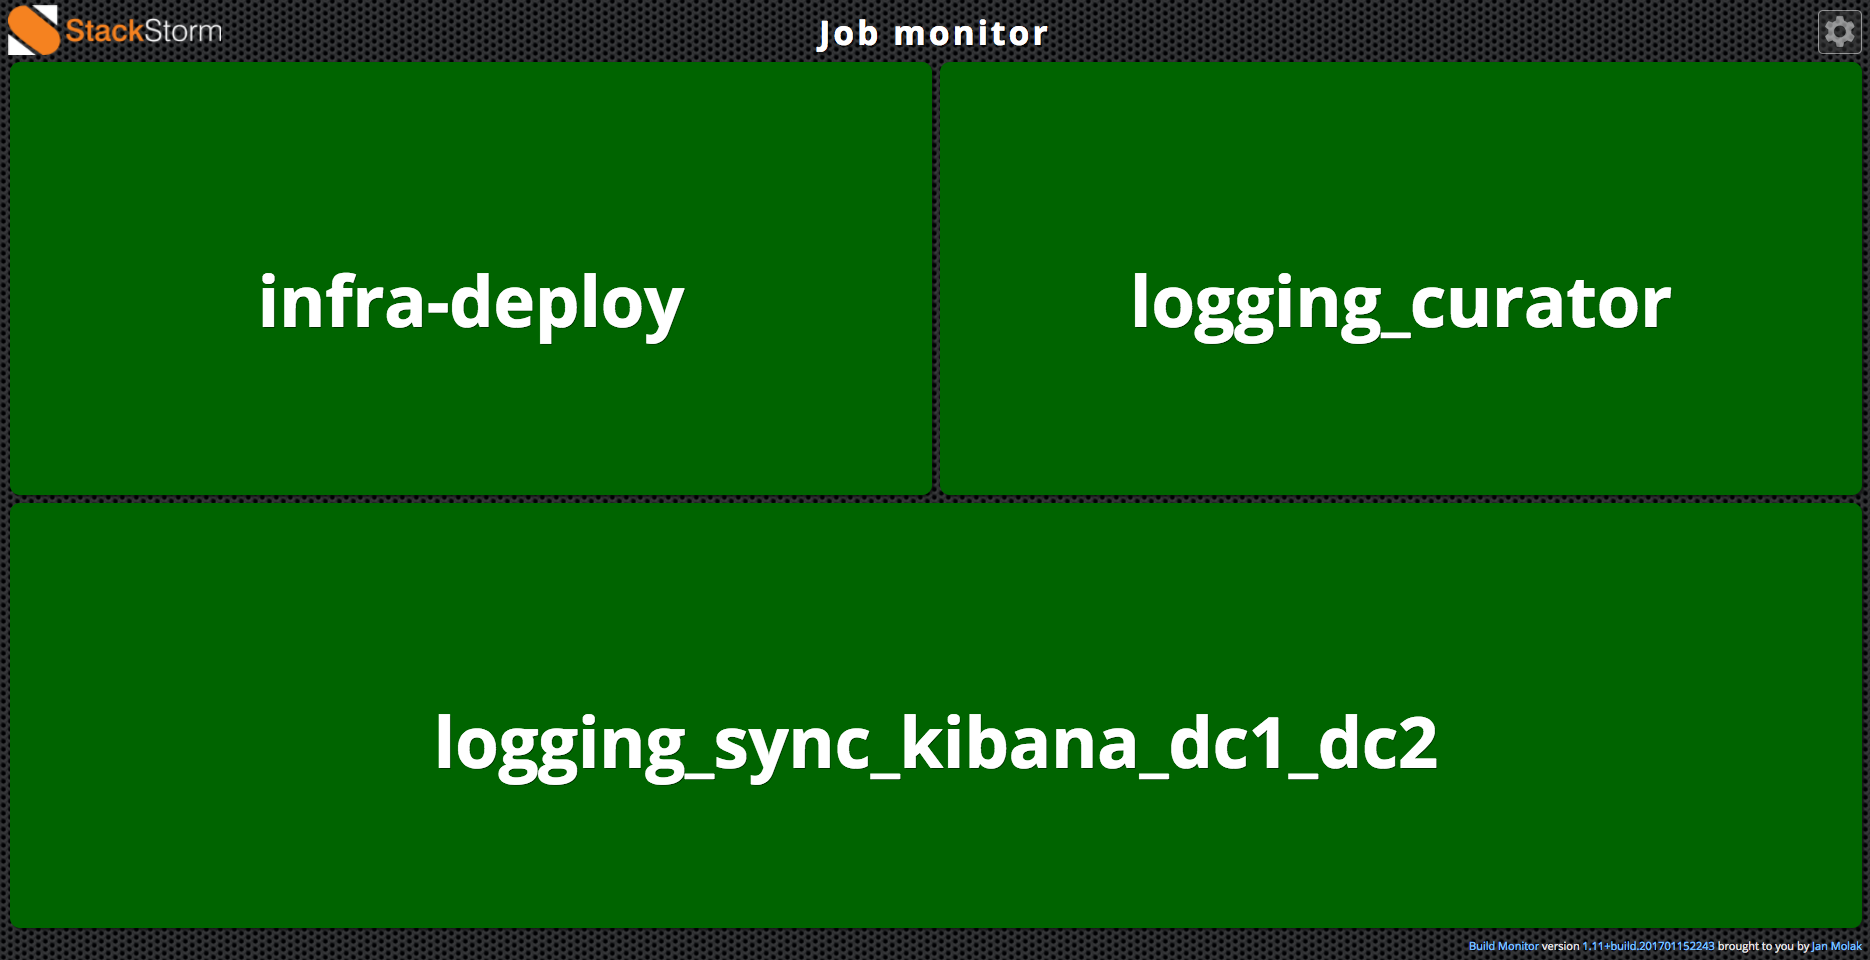 StackStorm
Job monitor
infra-deploy
logging_curator
logging_sync_kibana_dc1_dc2
Build Monitor version 1.11+build.201701152243 brought to you by Jan Molak